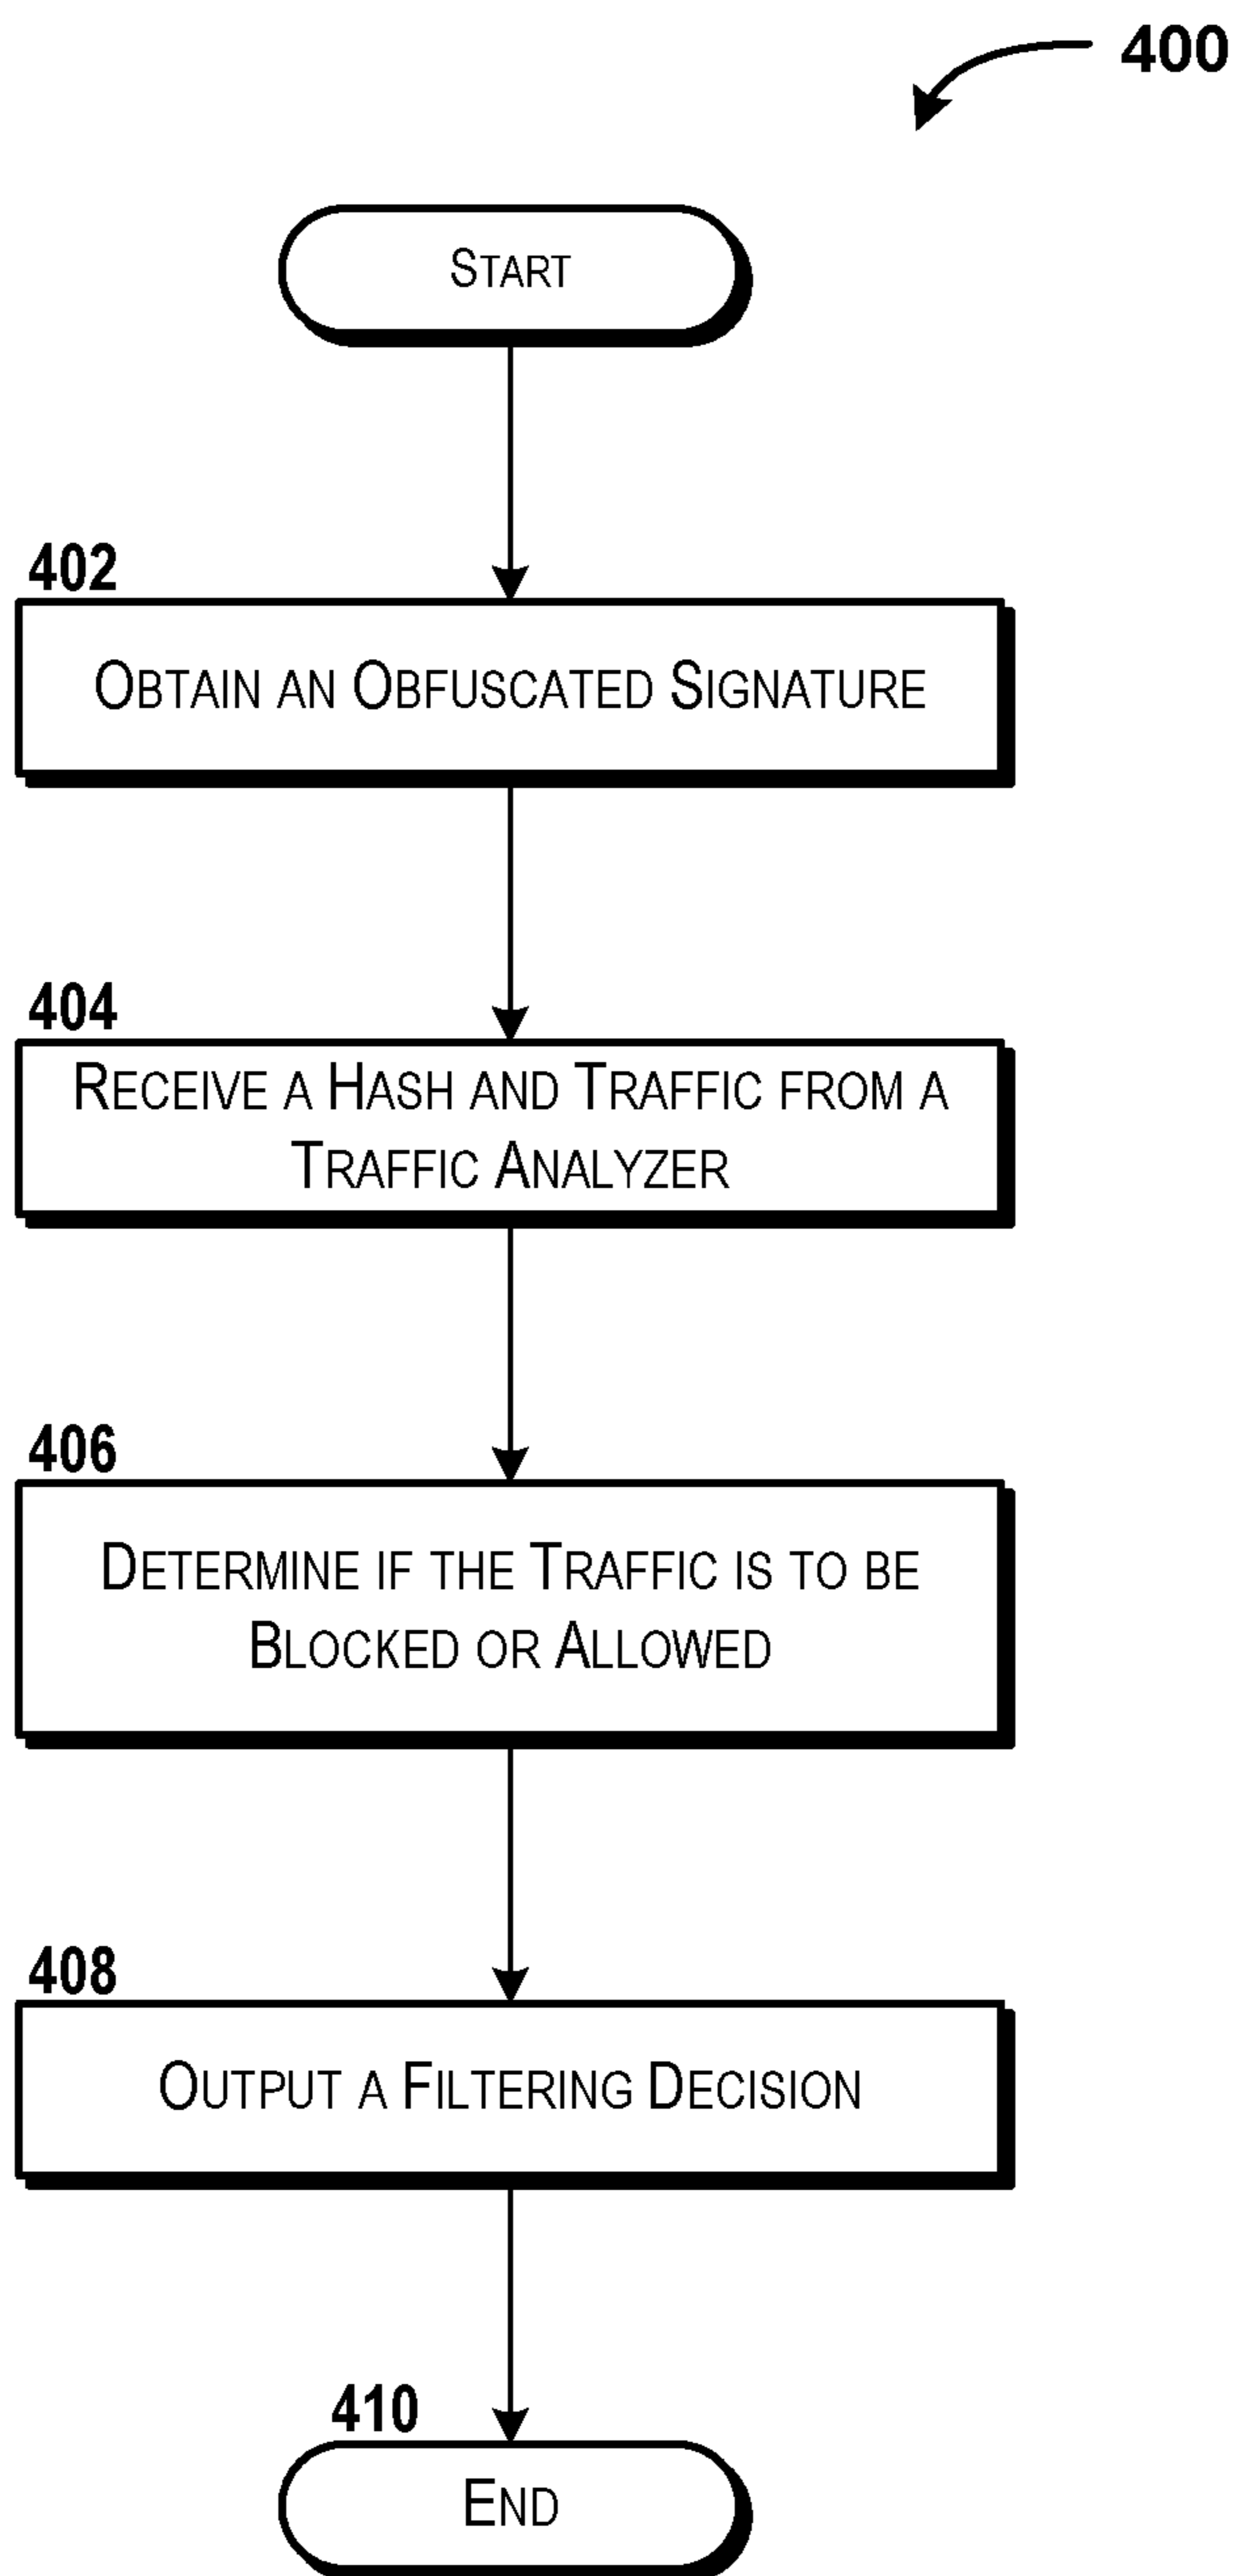 400
START
402
OBTAIN AN OBFUSCATED SIGNATURE
404
RECEIVE A HASH AND TRAFFIC FROM A
TRAFFIC ANALYZER
406
DETERMINE IF THE TRAFFIC IS TO BE
BLOCKED OR ALLOWED
408
OUTPUT A FILTERING DECISION
410
END